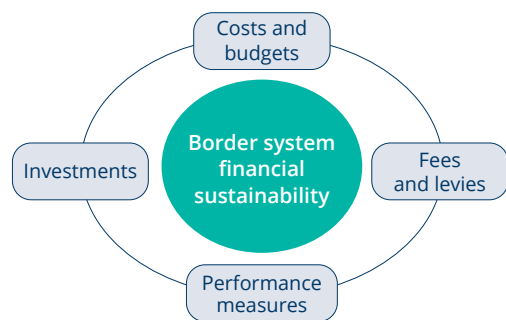 Costs and
budgets
Border system
financial
sustainability
Investments
Fees
and levies
Performance
measures